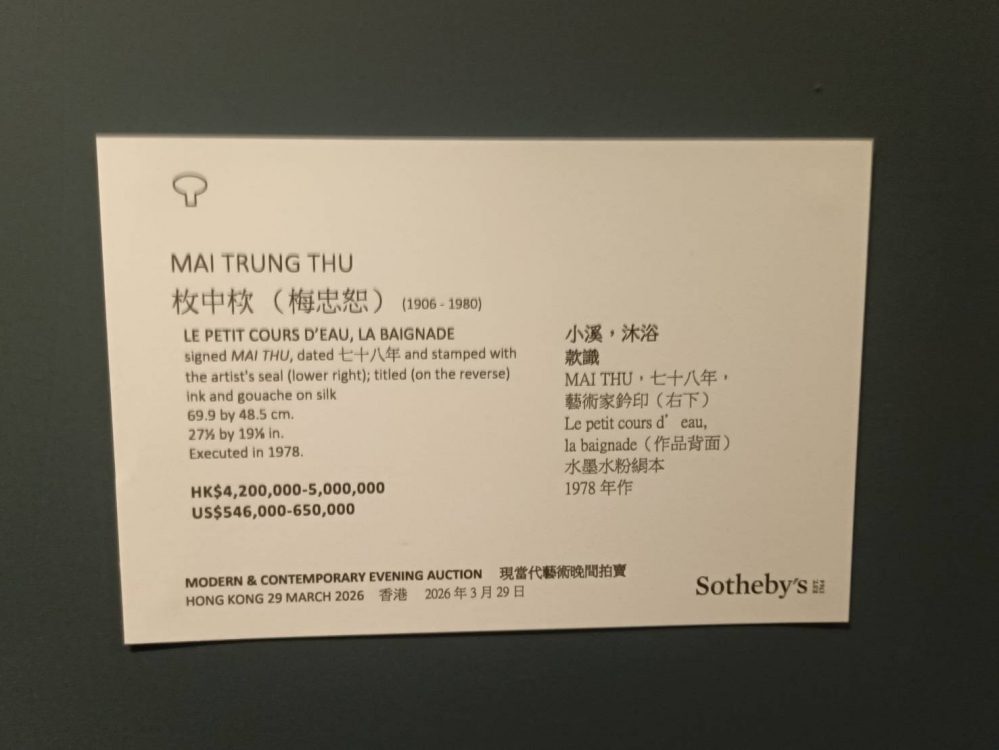 MAI TRUNG THU
枚中栨（梅忠恕） (1906 - 1980)
LE PETIT COURS D'EAU, LA BAIGNADE
signed MAI THU, dated 七十八年 and stamped with
the artist's seal (lower right); titled (on the reverse)
ink and gouache on silk
69.9 by 48.5 cm.
27½ by 19⅛ in.
Executed in 1978.
HK$4,200,000-5,000,000
US$546,000-650,000
小溪，沐浴
款識
MAI THU，七十八年，
藝術家鈐印（右下）
Le petit cours d’ eau,
la baignade（作品背面）
水墨水粉絹本
1978 年作
MODERN & CONTEMPORARY EVENING AUCTION 現當代藝術晚間拍賣
HONG KONG 29 MARCH 2026 香港 2026 年 3 月 29 日
Sotheby's